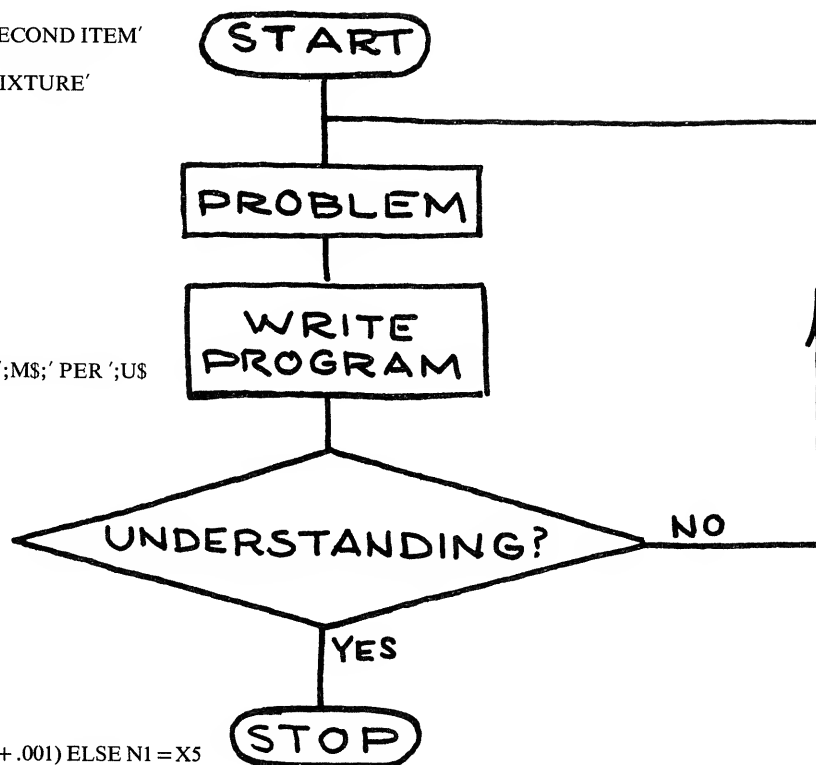 ECOND ITEM'
START
IXTURE'
PROBLEM
WRITE
PROGRAM
';M$;' PER ';U$
UNDERSTANDING?
NO
YES
+ .001) ELSE N1 = X5
STOP